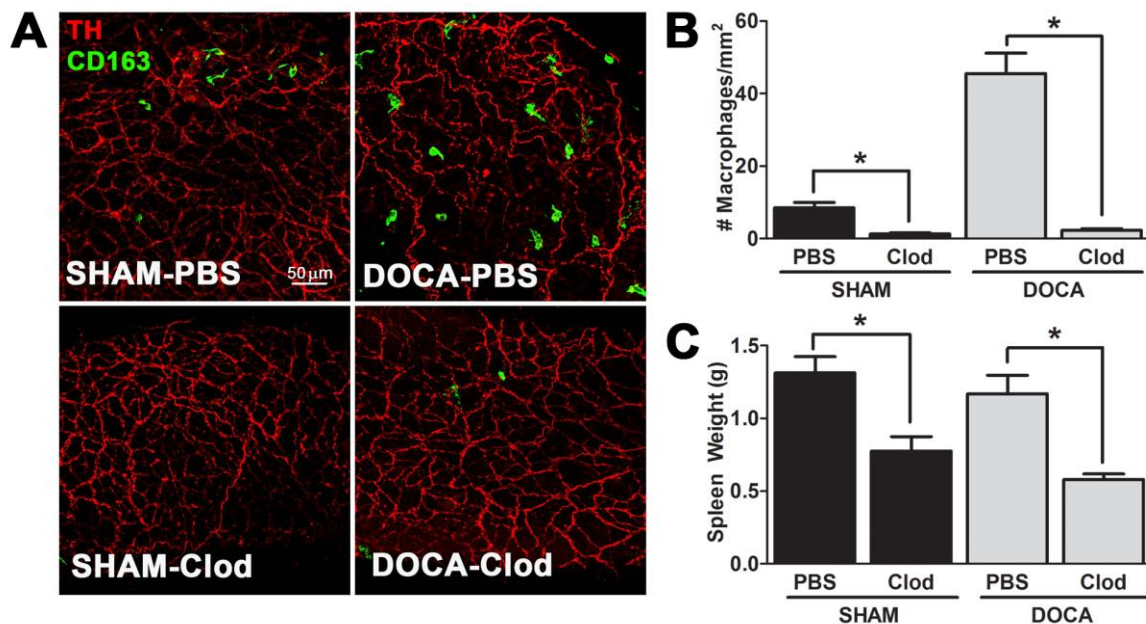 A
TH
CD163
SHAM-PBS
50 μm
DOCA-PBS
SHAM-Clod
DOCA-Clod
B
# Macrophages/mm²
60
40
20
0
*
*
PBS Clod PBS Clod
SHAM DOCA
C
Spleen Weight (g)
1.5
1.0
0.5
0.0
*
*
PBS Clod PBS Clod
SHAM DOCA